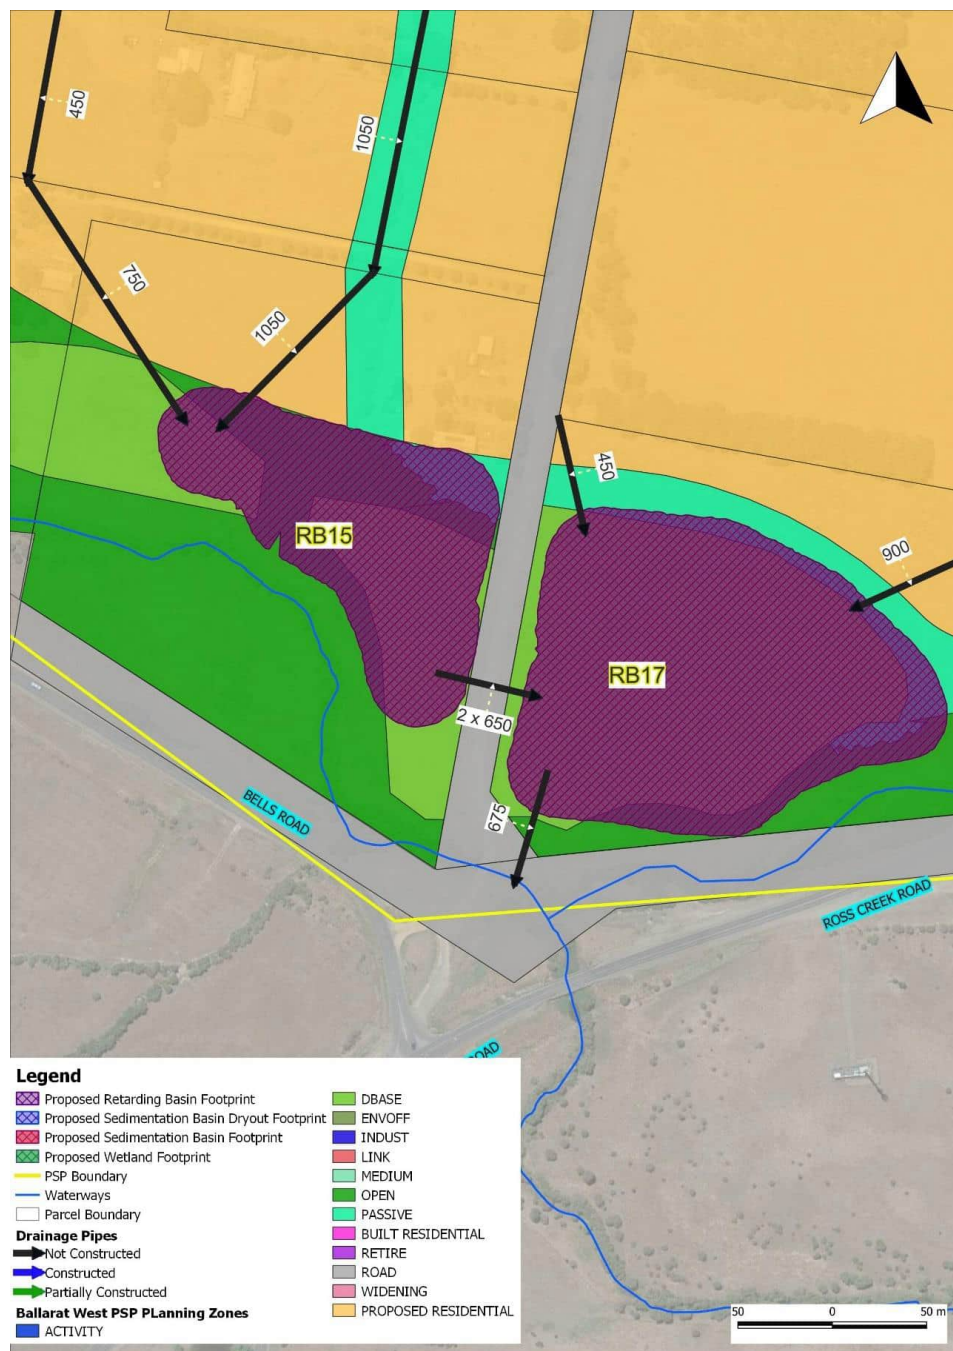 450
1050
750
1050
450
900
RB15
RB17
2 x 650
675
BELLS ROAD
ROSS CREEK ROAD
OAD
Legend
Proposed Retarding Basin Footprint
Proposed Sedimentation Basin Dryout Footprint
Proposed Sedimentation Basin Footprint
Proposed Wetland Footprint
PSP Boundary
Waterways
Parcel Boundary
Drainage Pipes
Not Constructed
Constructed
Partially Constructed
Ballarat West PSP PLanning Zones
ACTIVITY
DBASE
ENVOFF
INDUST
LINK
MEDIUM
OPEN
PASSIVE
BUILT RESIDENTIAL
RETIRE
ROAD
WIDENING
PROPOSED RESIDENTIAL
50 0 50 m